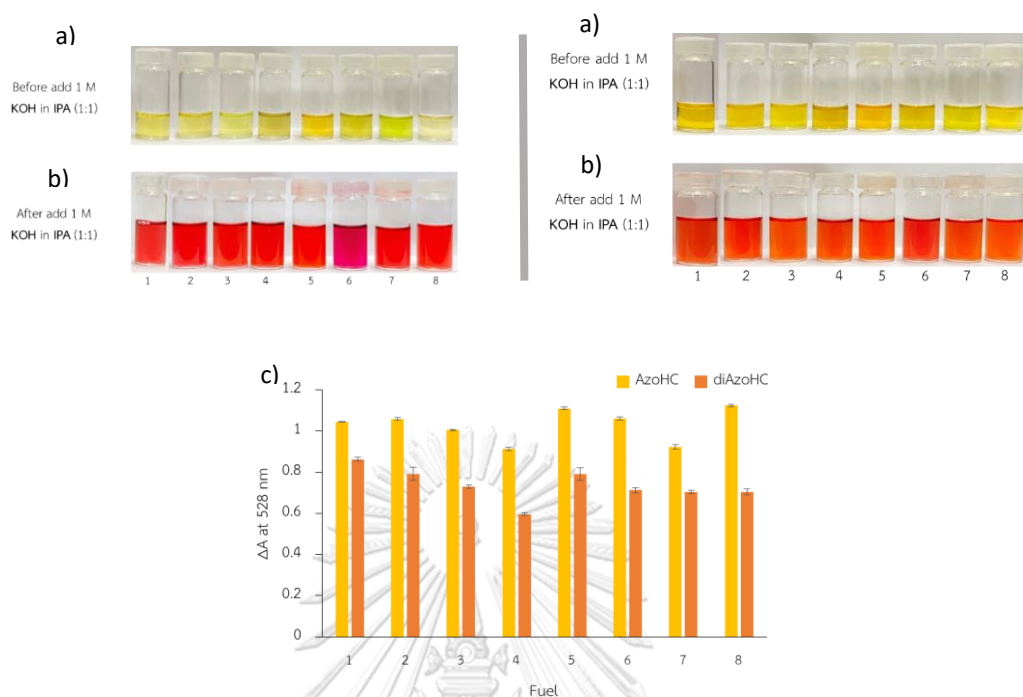 a)
Before add 1 M
KOH in IPA (1:1)
b)
After add 1 M
KOH in IPA (1:1)
1 2 3 4 5 6 7 8
a)
Before add 1 M
KOH in IPA (1:1)
b)
After add 1 M
KOH in IPA (1:1)
1 2 3 4 5 6 7 8
c)
AzoHC diAzoHC
1.2
1
0.8
0.6
0.4
0.2
0
ΔA at 528 nm
1 2 3 4 5 6 7 8
Fuel